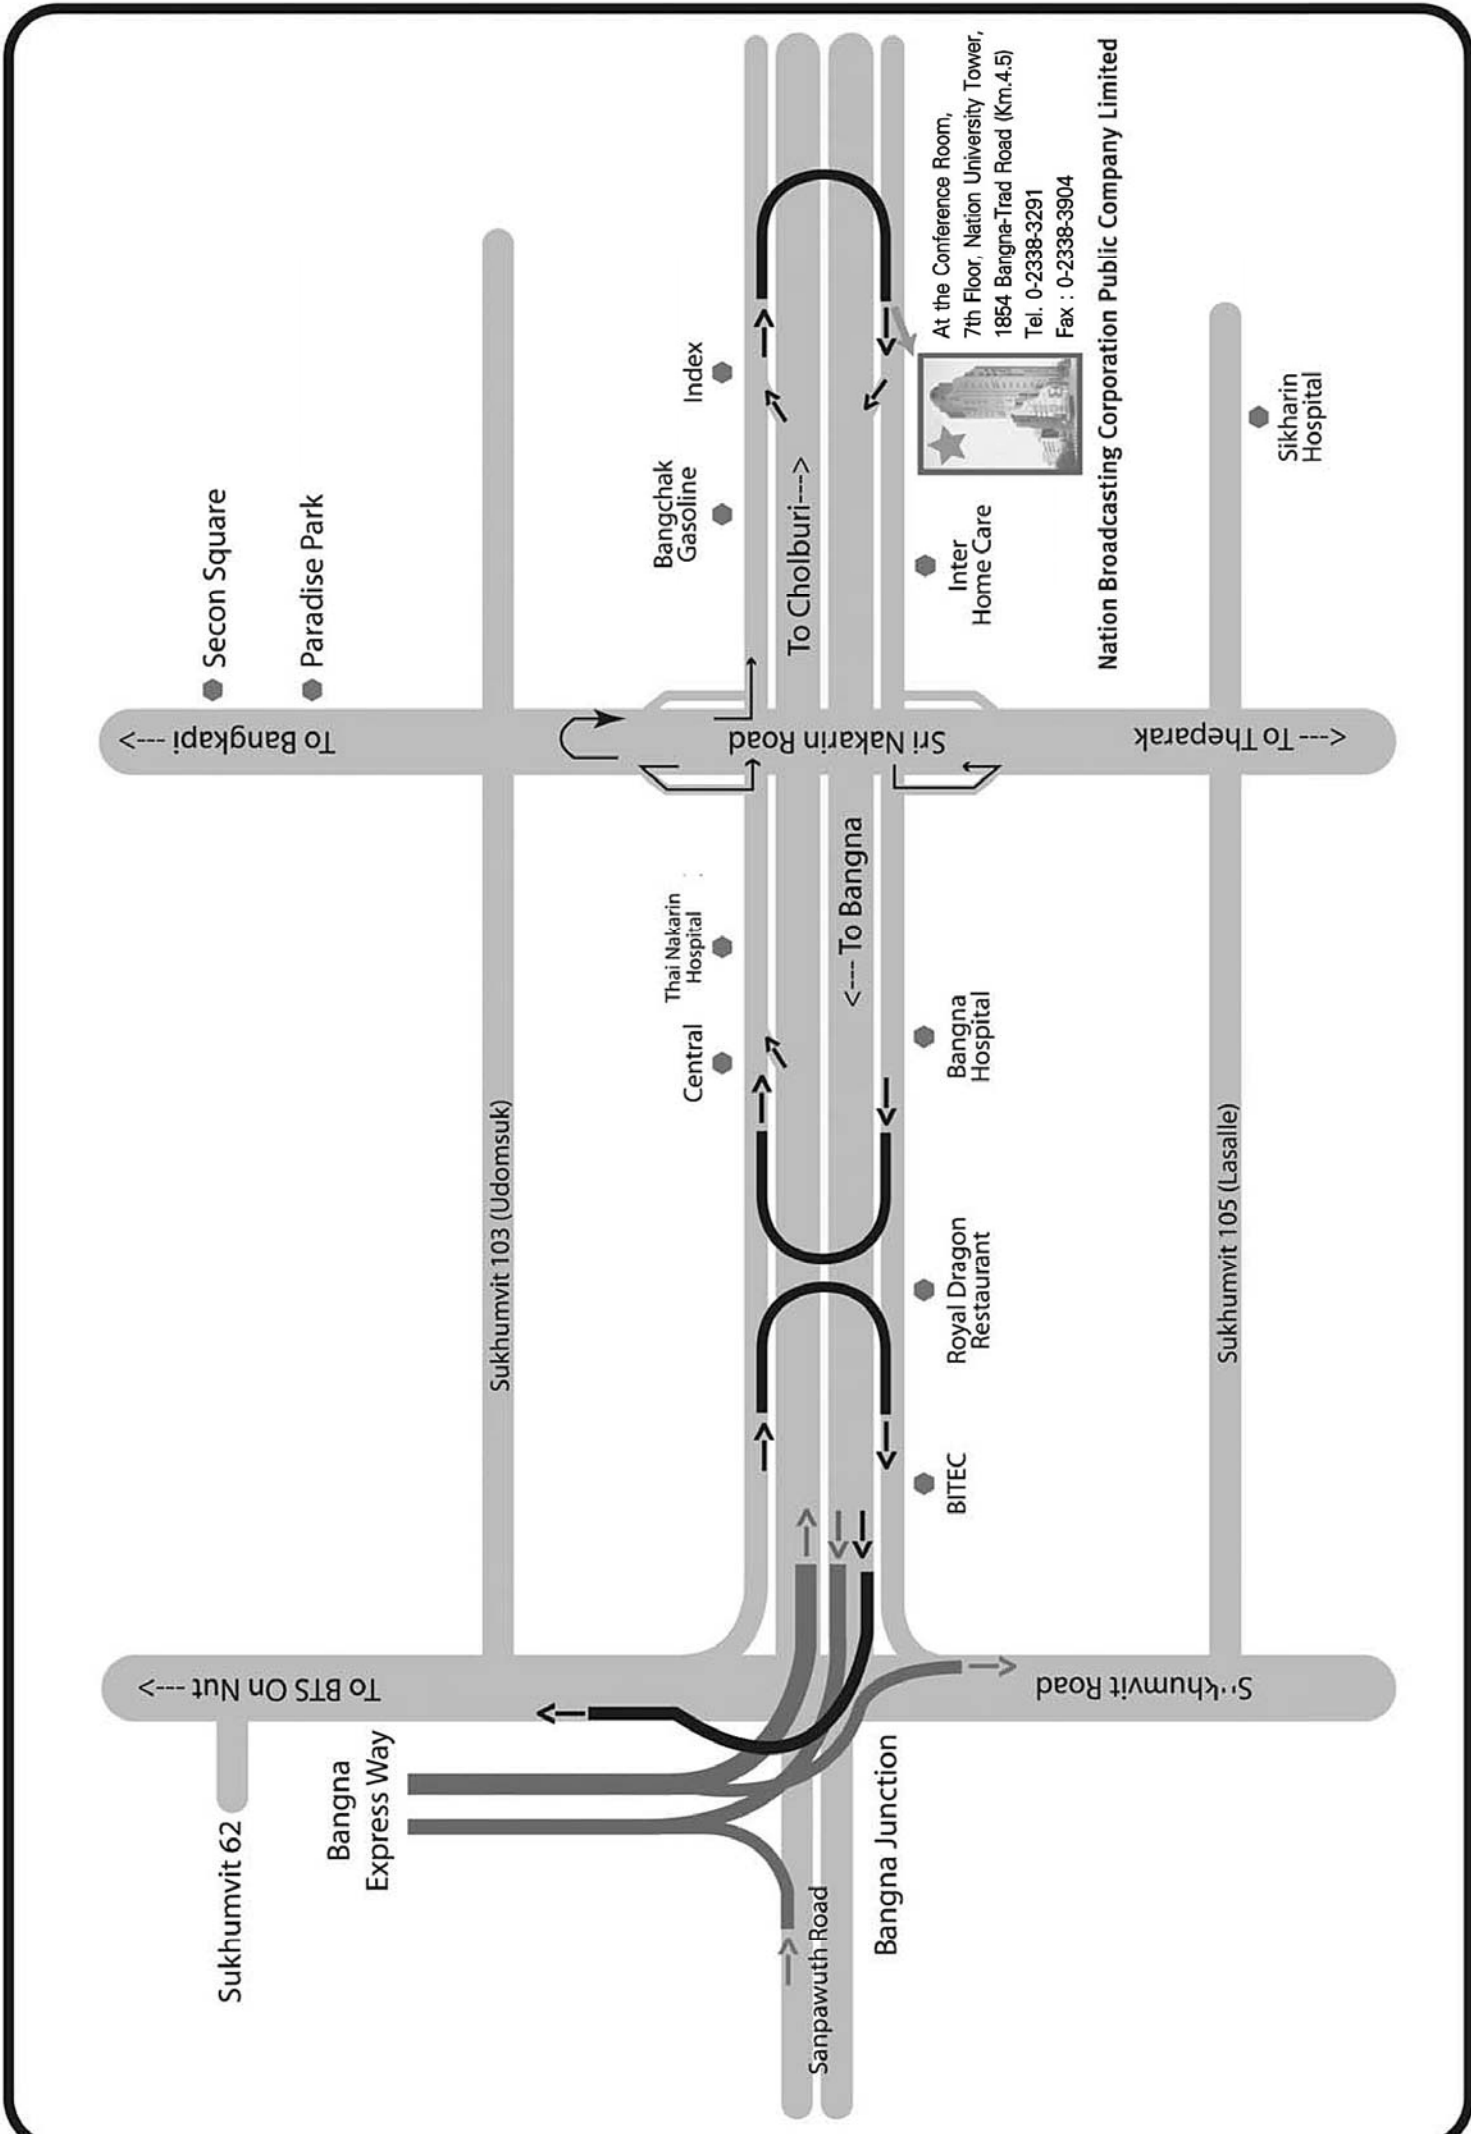 Secon Square
Paradise Park
To Bangkapi --->
Sri Nakarin Road
<--- To Theparak
Bangchak
Gasoline
Index
To Cholburi--->
<--- To Bangna
At the Conference Room,
7th Floor, Nation University Tower,
1854 Bangna-Trad Road (Km.4.5)
Tel. 0-2338-3291
Fax : 0-2338-3904
Nation Broadcasting Corporation Public Company Limited
Inter
Home Care
Sikharin
Hospital
Central
Thai Nakarin
Hospital
Bangna
Hospital
Royal Dragon
Restaurant
BITEC
Sukhumvit 103 (Udomsuk)
Sukhumvit 105 (Lasalle)
To BTS On Nut --->
Road
Sukhumvit 62
Bangna
Express Way
Sanpawuth Road
Bangna Junction